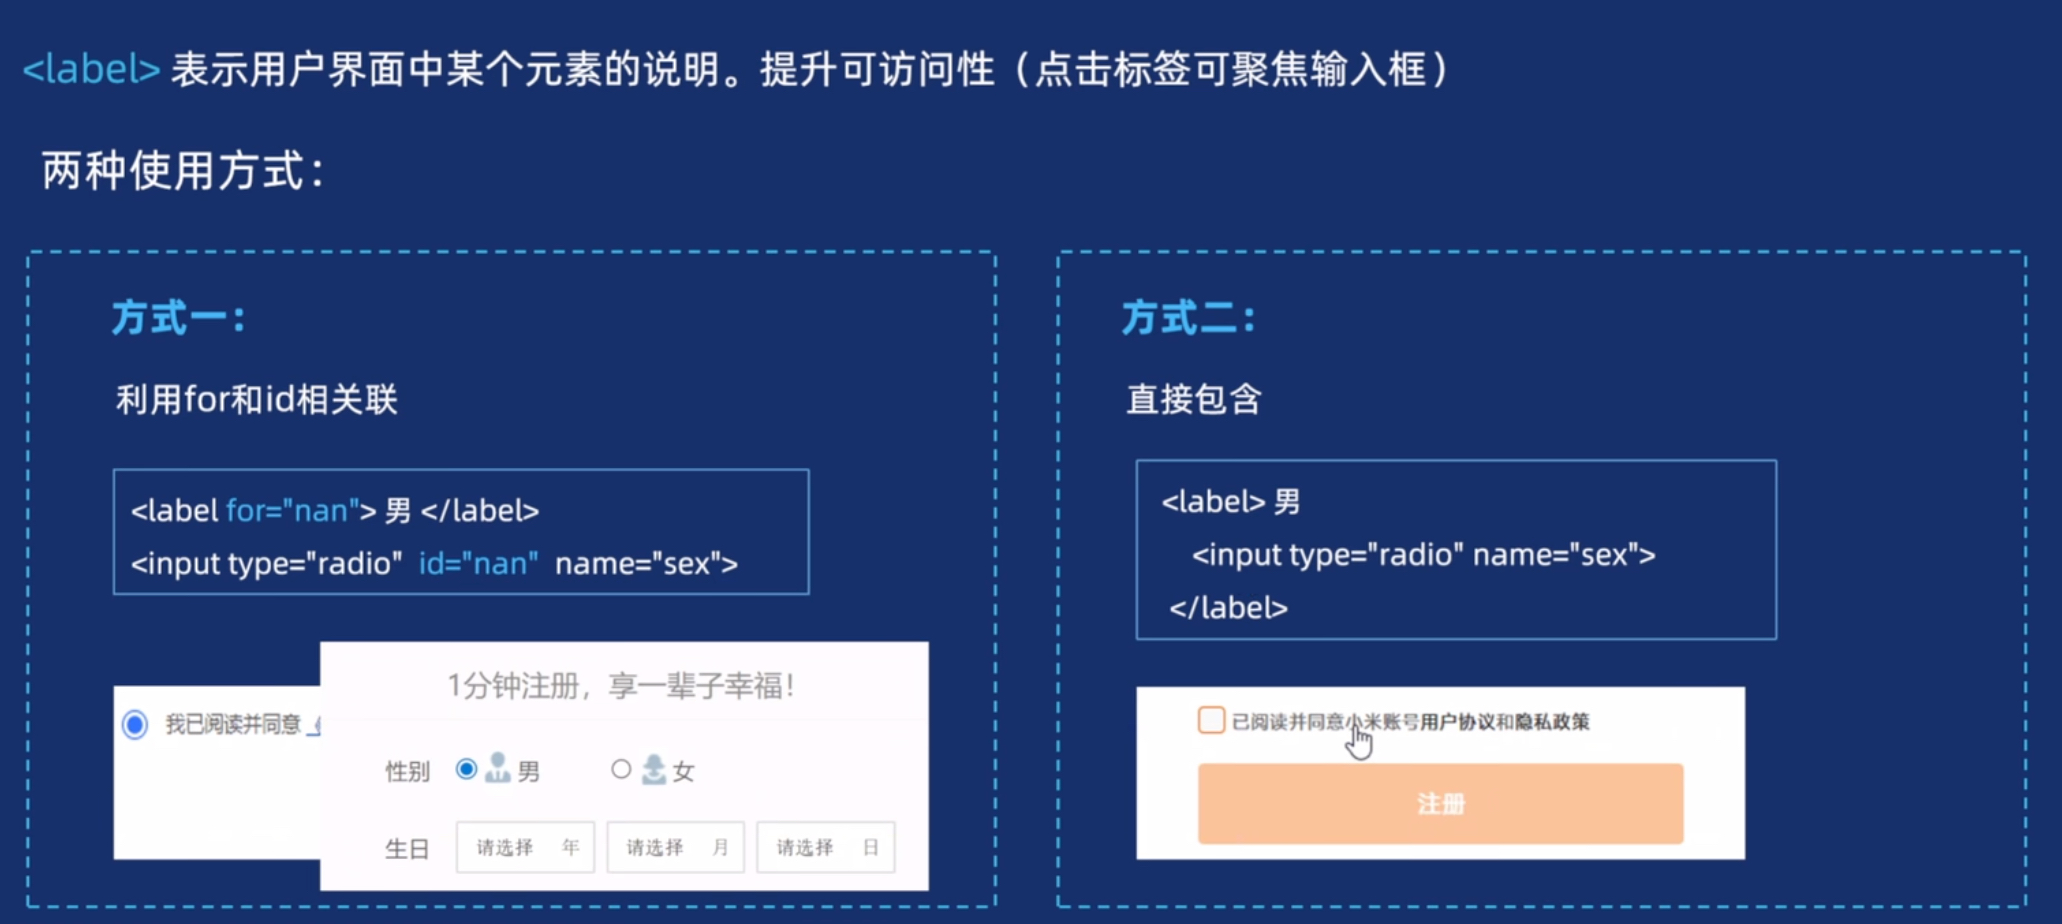 <label> 表示用户界面中某个元素的说明。提升可访问性（点击标签可聚焦输入框）
两种使用方式：
方式一：
利用for和id相关联
<label for="nan"> 男 </label>
<input type="radio" id="nan" name="sex">
我已阅读并同意
1分钟注册，享一辈子幸福！
性别 男 女
生日 请选择 年 请选择 月 请选择 日
方式二：
直接包含
<label> 男
<input type="radio" name="sex">
</label>
已阅读并同意小米账号用户协议和隐私政策
注册